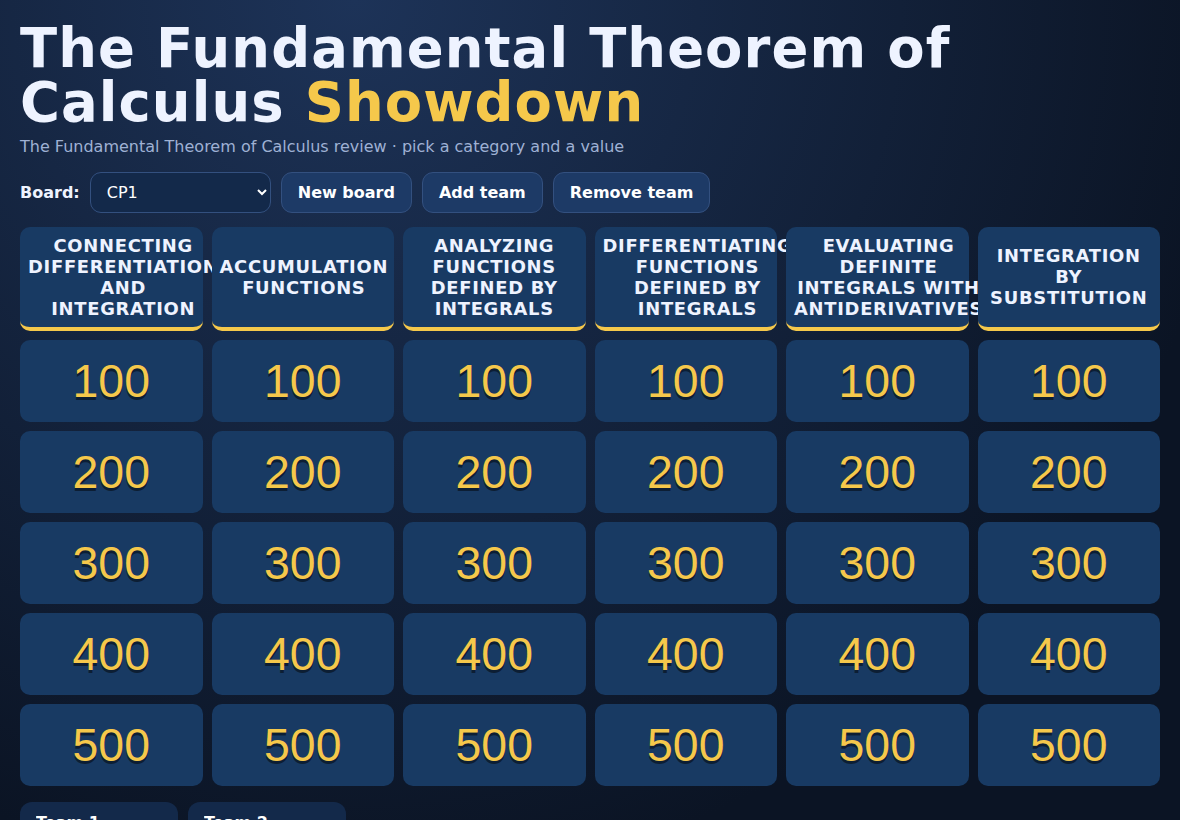 The Fundamental Theorem of
Calculus Showdown
The Fundamental Theorem of Calculus review · pick a category and a value
Board: CP1 New board Add team Remove team
CONNECTING
DIFFERENTIATION
AND
INTEGRATION
ACCUMULATION
FUNCTIONS
ANALYZING
FUNCTIONS
DEFINED BY
INTEGRALS
DIFFERENTIATING
FUNCTIONS
DEFINED BY
INTEGRALS
EVALUATING
DEFINITE
INTEGRALS WITH
ANTIDERIVATIVES
INTEGRATION
BY
SUBSTITUTION
100 100 100 100 100 100
200 200 200 200 200 200
300 300 300 300 300 300
400 400 400 400 400 400
500 500 500 500 500 500
Team 1 Team 2